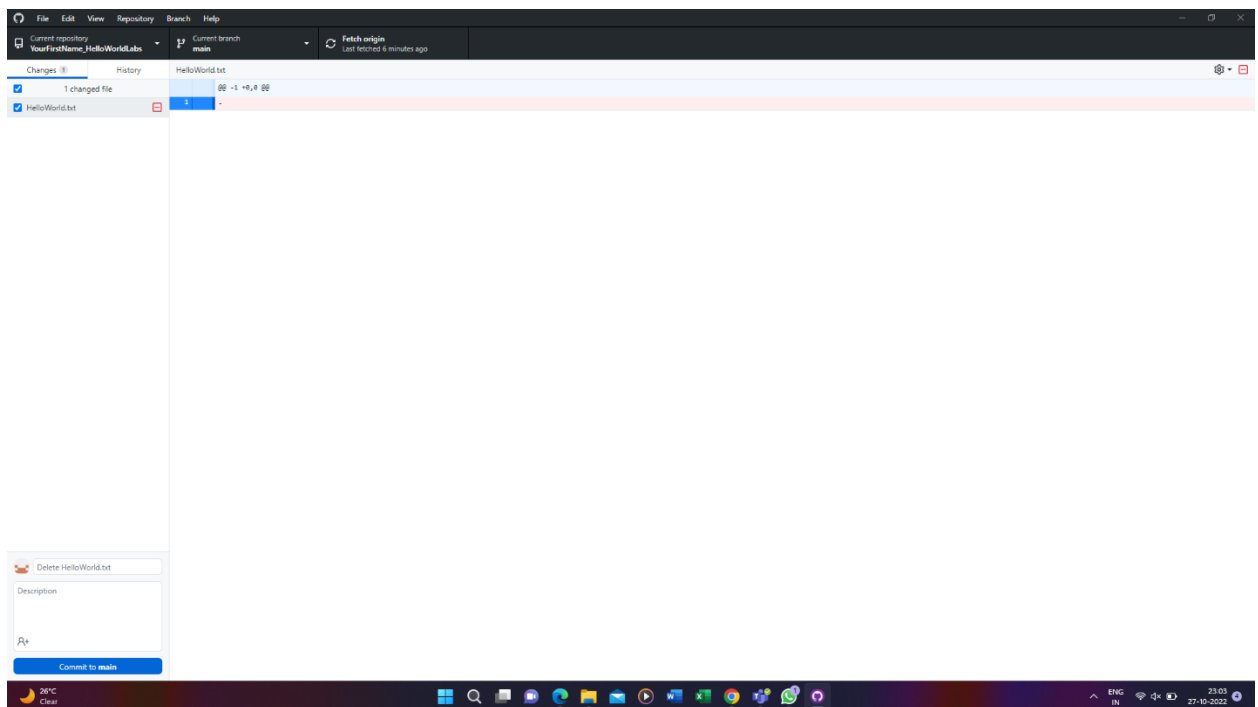 File Edit View Repository Branch Help
Current repository
YourFirstName_HelloWorldLabs
Current branch
main
Fetch origin
Last fetched 6 minutes ago
Changes 1 History
HelloWorld.txt
1 changed file
@@ -1 +0,0 @@
HelloWorld.txt
1 -
Delete HelloWorld.txt
Description
Commit to main
26°C
Clear
ENG
IN
23:03
27-10-2022
4